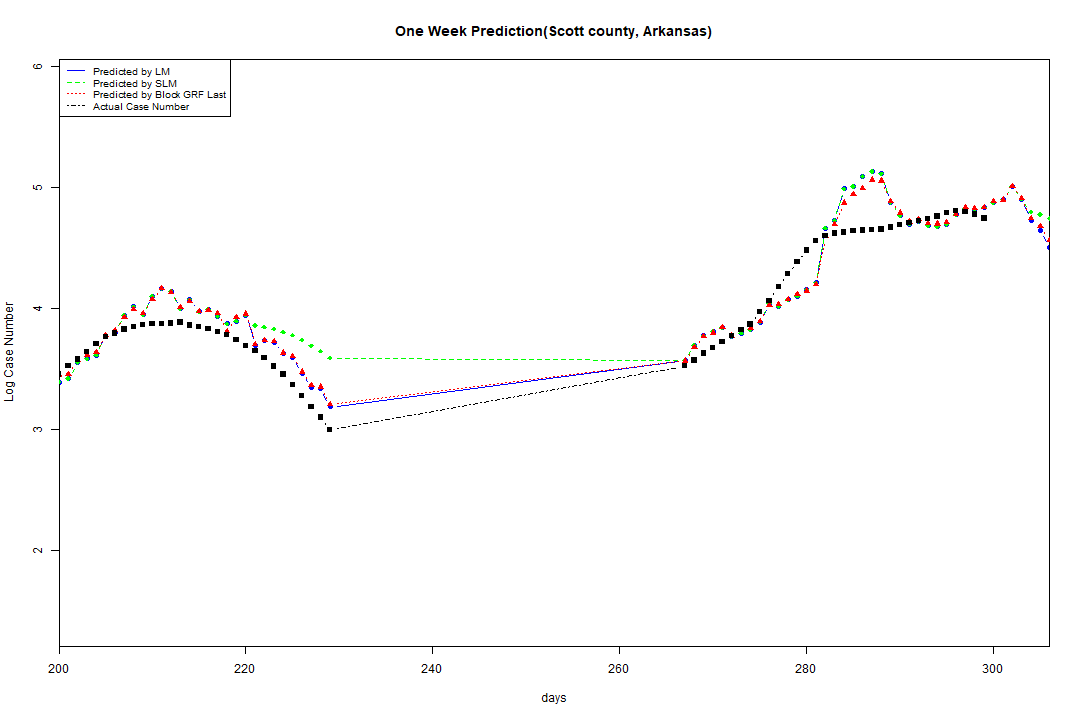 One Week Prediction(Scott county, Arkansas)
Predicted by LM
Predicted by SLM
Predicted by Block GRF Last
Actual Case Number
6
5
4
3
2
Log Case Number
200 220 240 260 280 300
days